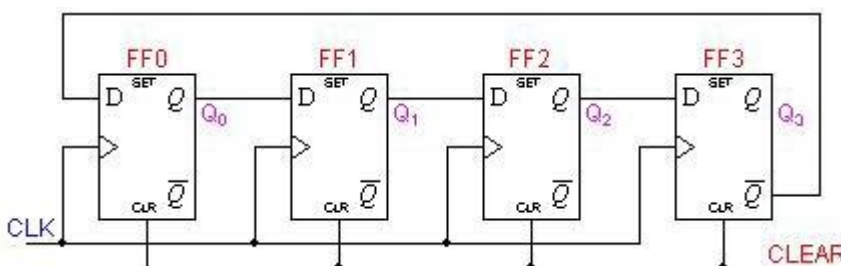 FF0 FF1 FF2 FF3
SET SET SET SET
D Q D Q D Q D Q
Q0 Q1 Q2 Q3
Q Q Q Q
CLR CLR CLR CLR
CLK
CLEAR